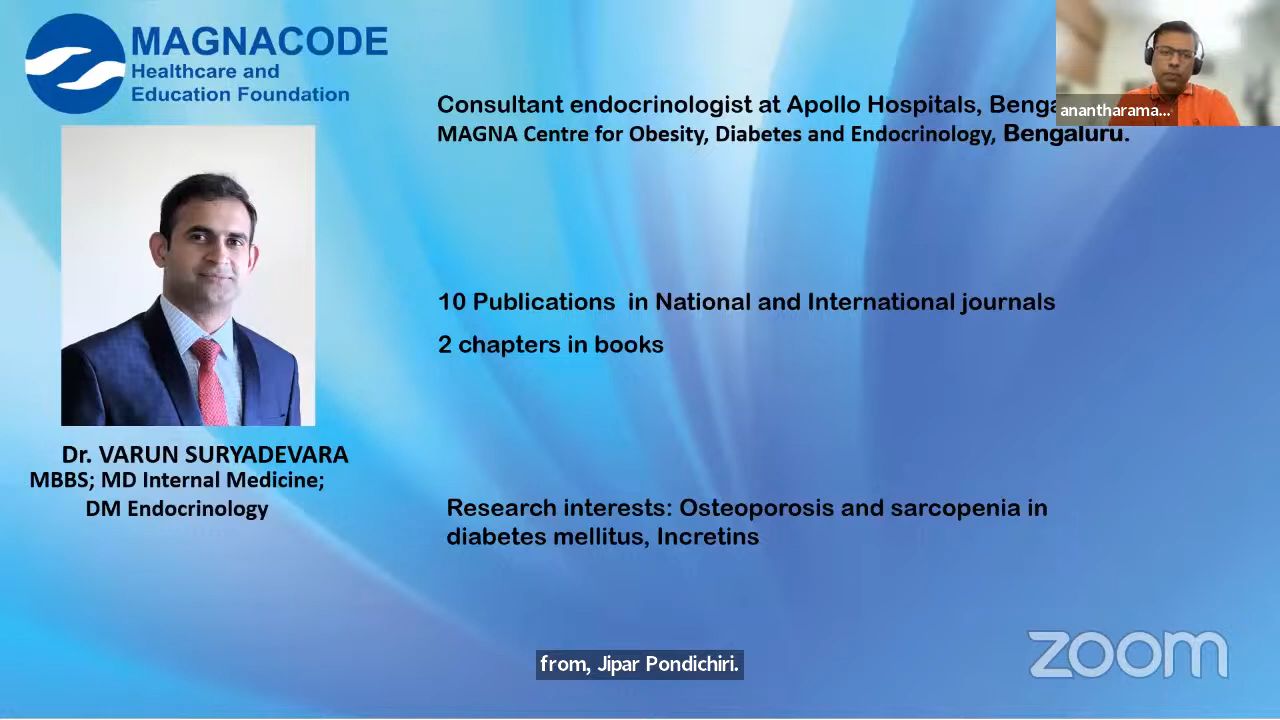 MAGNACODE
Healthcare and
Education Foundation
anantharama...
Consultant endocrinologist at Apollo Hospitals,
MAGNA Centre for Obesity, Diabetes and Endocrinology, Bengaluru.
10 Publications in National and International journals
2 chapters in books
Dr. VARUN SURYADEVARA
MBBS; MD Internal Medicine;
DM Endocrinology
Research interests: Osteoporosis and sarcopenia in
diabetes mellitus, Incretins
from, Jipar Pondichiri.
zoom